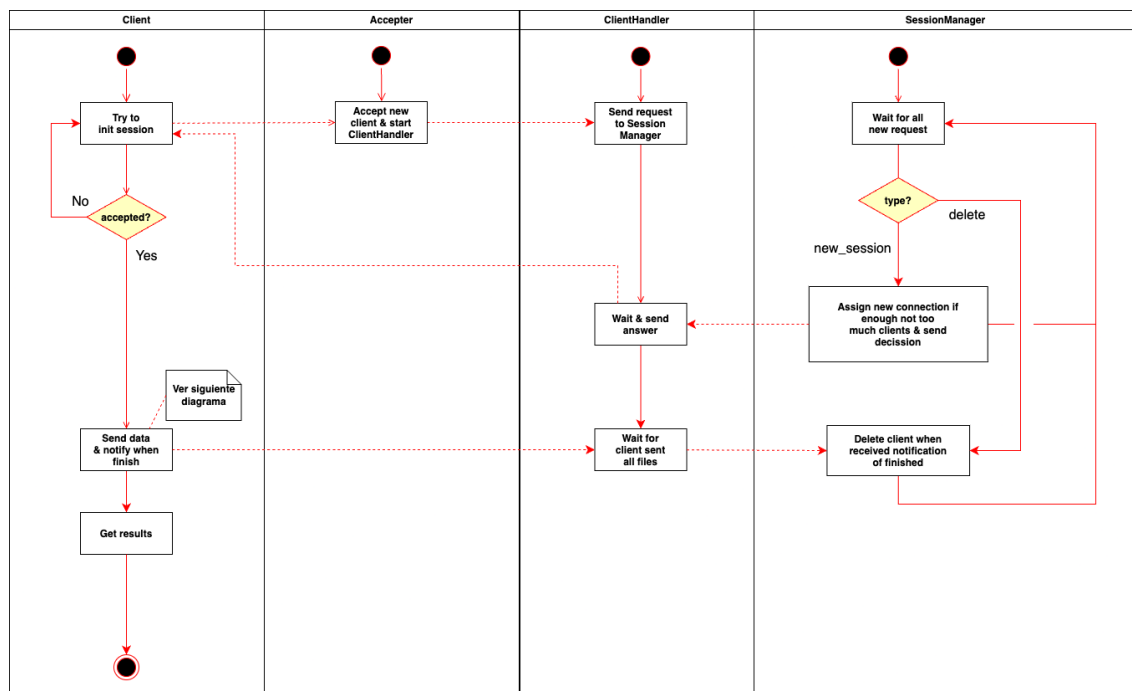 Client
Accepter
ClientHandler
SessionManager
Try to
init session
Accept new
client & start
ClientHandler
Send request
to Session
Manager
Wait for all
new request
No
accepted?
Yes
type?
delete
new_session
Wait & send
answer
Assign new connection if
enough not too
much clients & send
decission
Ver siguiente
diagrama
Send data
& notify when
finish
Wait for
client sent
all files
Delete client when
received notification
of finished
Get results